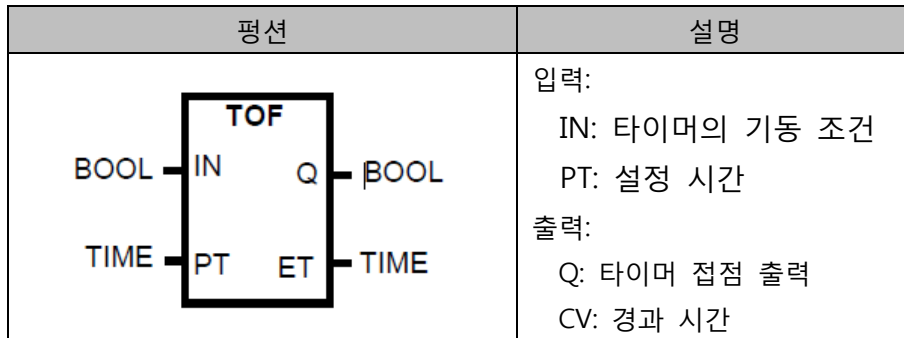 펑션
설명
TOF
BOOL IN Q BOOL
TIME PT ET TIME
입력:
IN: 타이머의 기동 조건
PT: 설정 시간
출력:
Q: 타이머 접점 출력
CV: 경과 시간